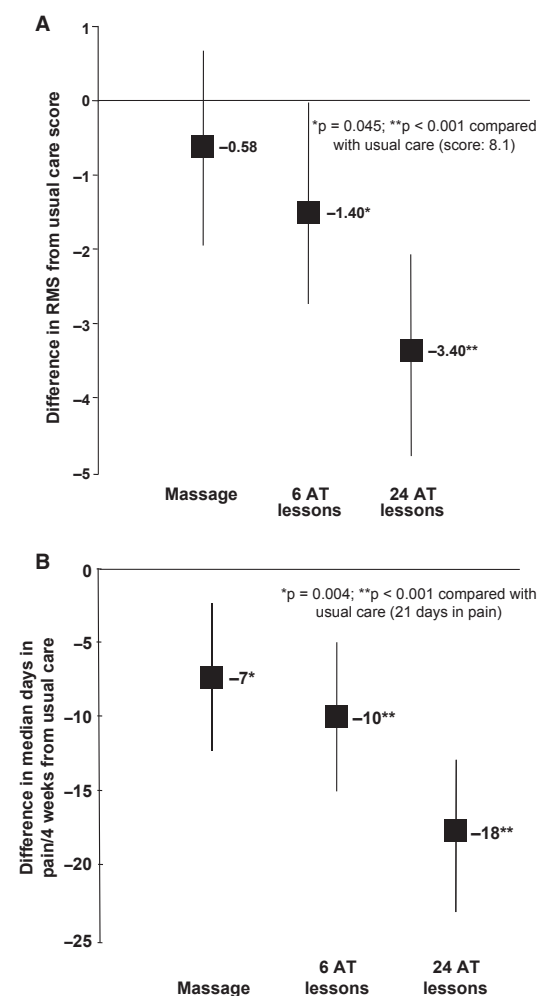 A
Difference in RMS from usual care score
1
0
–1
–2
–3
–4
–5
*p = 0.045; **p < 0.001 compared
with usual care (score: 8.1)
–0.58
–1.40*
–3.40**
Massage
6 AT
lessons
24 AT
lessons
B
Difference in median days in
pain/4 weeks from usual care
0
–5
–10
–15
–20
–25
*p = 0.004; **p < 0.001 compared with
usual care (21 days in pain)
–7*
–10**
–18**
Massage
6 AT
lessons
24 AT
lessons